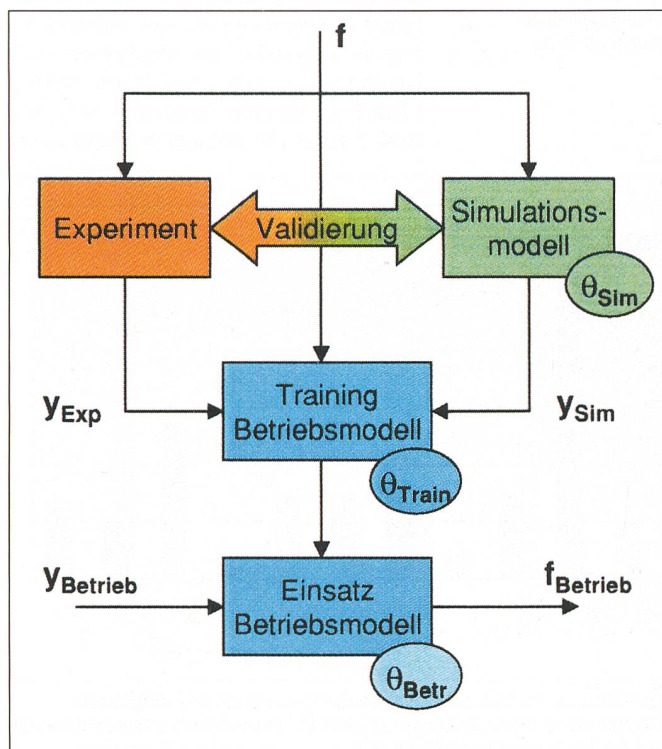 f
Experiment
Validierung
Simulations-
modell
θSim
yExp
Training
Betriebsmodell
ySim
θTrain
yBetrieb
Einsatz
Betriebsmodell
fBetrieb
θBetr